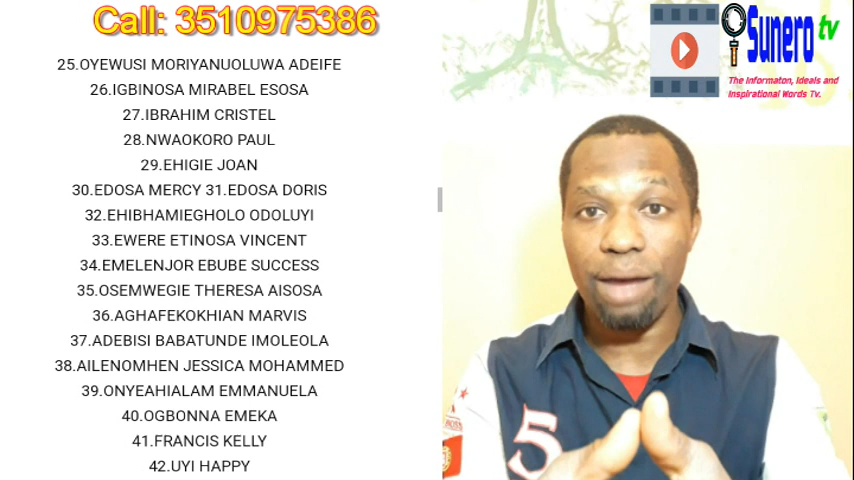 Call: 3510975386
25.OYEWUSI MORIYANUOLUWA ADEIFE
26.IGBINOSA MIRABEL ESOSA
27.IBRAHIM CRISTEL
28.NWAOKORO PAUL
29.EHIGIE JOAN
30.EDOSA MERCY 31.EDOSA DORIS
32.EHIBHAMIEGHOLO ODOLUYI
33.EWERE ETINOSA VINCENT
34.EMELENJOR EBUBE SUCCESS
35.OSEMWEGIE THERESA AISOSA
36.AGHAFEKOKHIAN MARVIS
37.ADEBISI BABATUNDE IMOLEOLA
38.AILENOMHEN JESSICA MOHAMMED
39.ONYEAHIALAM EMMANUELA
40.OGBONNA EMEKA
41.FRANCIS KELLY
42.UYI HAPPY
Sunero tv
The Informaton, Ideals and
Inspirational Words Tv.
5